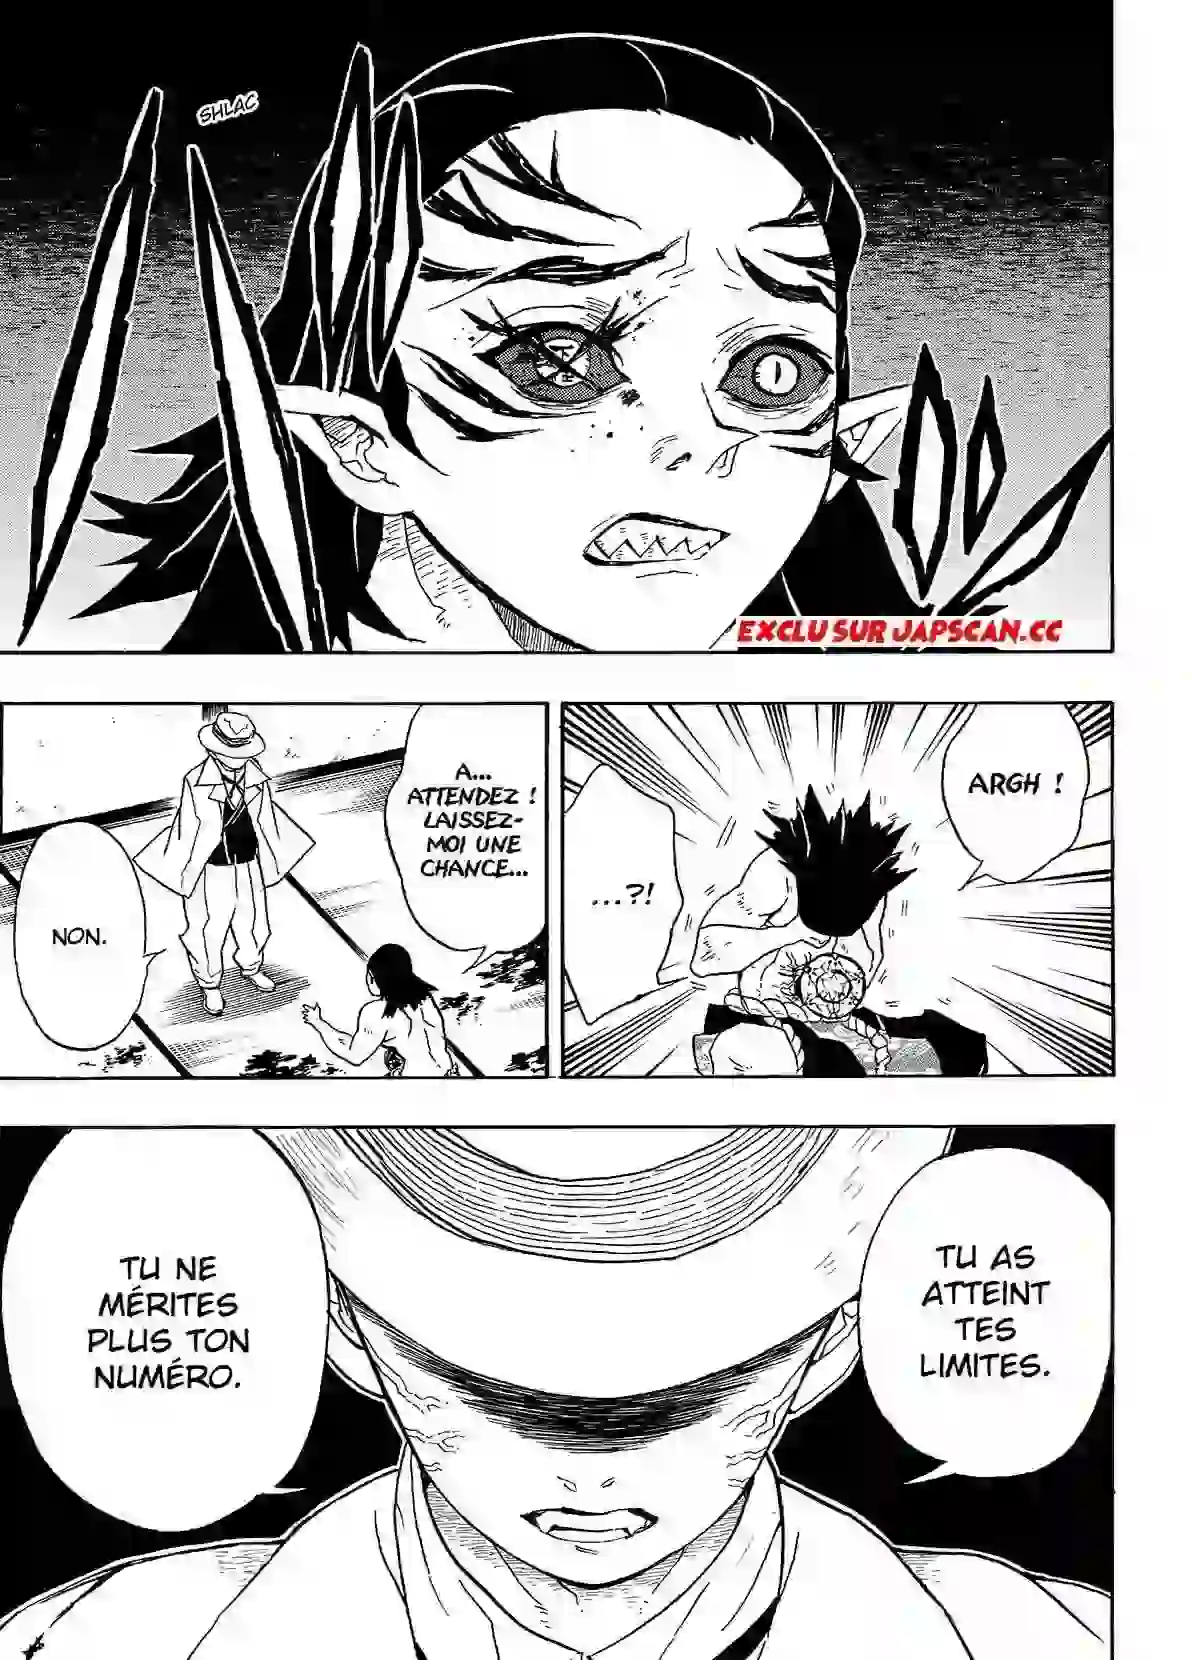 SHLAC
EXCLU SUR JAPSCAN.CC
ARGH !
...?!
A...
ATTENDEZ !
LAISSEZ-
MOI UNE
CHANCE...
NON.
TU AS
ATTEINT
TES
LIMITES.
TU NE
MÉRITES
PLUS TON
NUMÉRO.